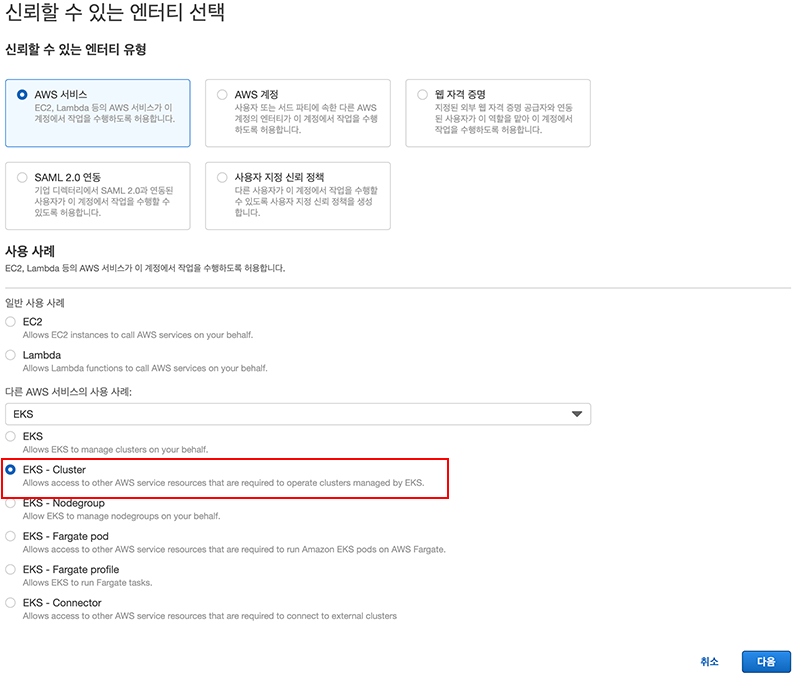 신뢰할 수 있는 엔터티 선택
신뢰할 수 있는 엔터티 유형
AWS 서비스
EC2, Lambda 등의 AWS 서비스가 이
계정에서 작업을 수행하도록 허용합니다.
AWS 계정
사용자 또는 서드 파티에 속한 다른 AWS
계정의 엔터티가 이 계정에서 작업을 수행
하도록 허용합니다.
웹 자격 증명
지정된 외부 웹 자격 증명 공급자와 연동
된 사용자가 이 역할을 맡아 이 계정에서
작업을 수행하도록 허용합니다.
SAML 2.0 연동
기업 디렉터리에서 SAML 2.0과 연동된
사용자가 이 계정에서 작업을 수행할 수
있도록 허용합니다.
사용자 지정 신뢰 정책
다른 사용자가 이 계정에서 작업을 수행할
수 있도록 사용자 지정 신뢰 정책을 생성
합니다.
사용 사례
EC2, Lambda 등의 AWS 서비스가 이 계정에서 작업을 수행하도록 허용합니다.
일반 사용 사례
EC2
Allows EC2 instances to call AWS services on your behalf.
Lambda
Allows Lambda functions to call AWS services on your behalf.
다른 AWS 서비스의 사용 사례:
EKS
EKS
Allows EKS to manage clusters on your behalf.
EKS - Cluster
Allows access to other AWS service resources that are required to operate clusters managed by EKS.
EKS - Nodegroup
Allow EKS to manage nodegroups on your behalf.
EKS - Fargate pod
Allows access to other AWS service resources that are required to run Amazon EKS pods on AWS Fargate.
EKS - Fargate profile
Allows EKS to run Fargate tasks.
EKS - Connector
Allows access to other AWS service resources that are required to connect to external clusters
취소
다음